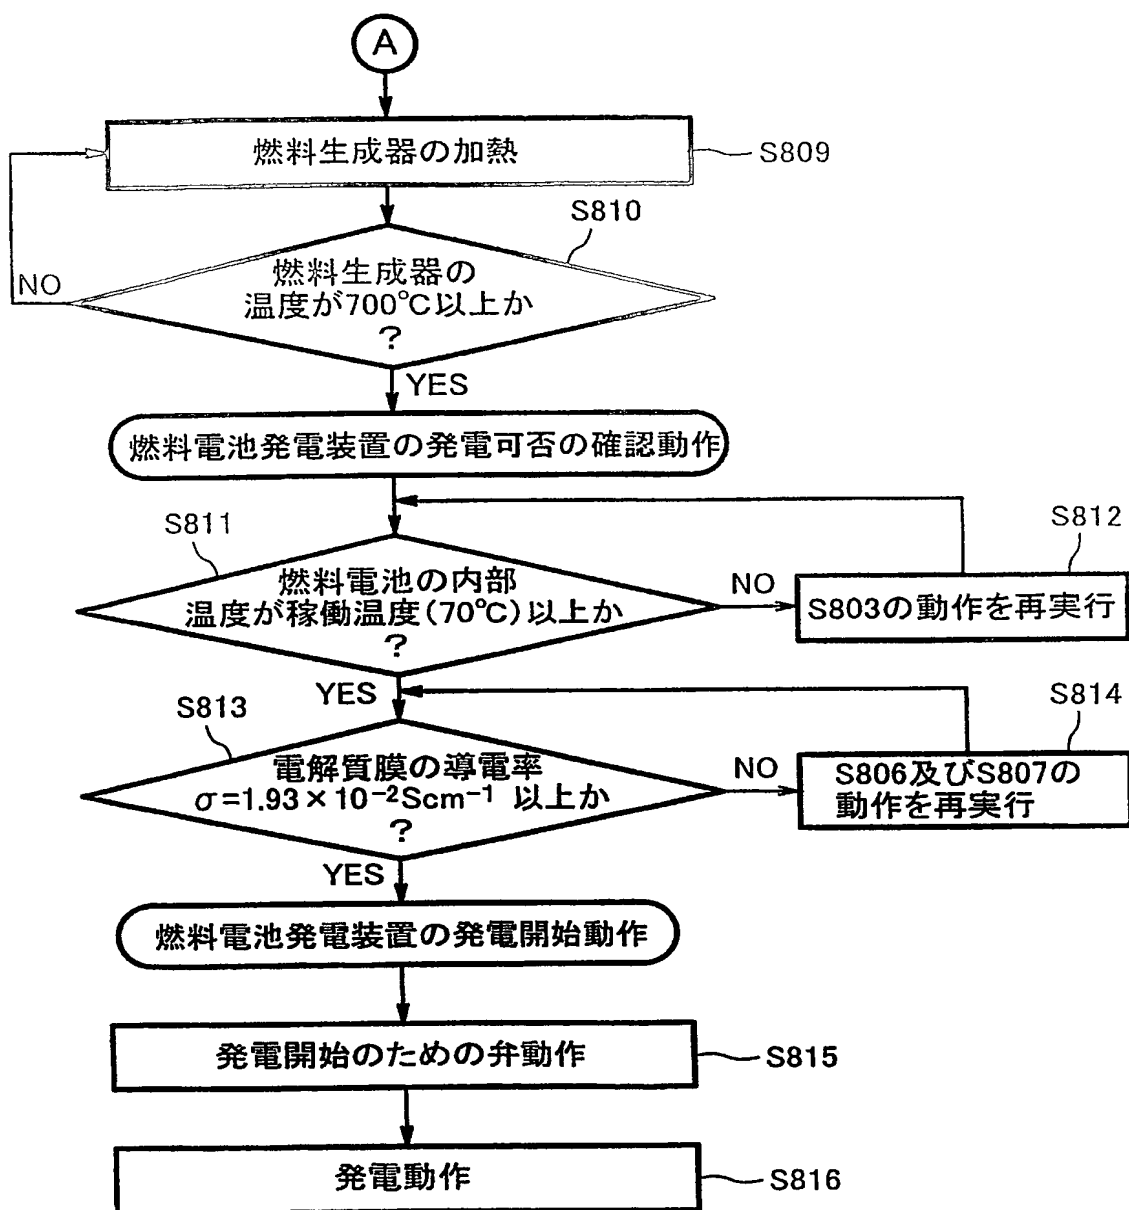 A
燃料生成器の加熱
S809
S810
燃料生成器の
温度が700℃以上か
?
NO
YES
燃料電池発電装置の発電可否の確認動作
S811
燃料電池の内部
温度が稼働温度(70℃)以上か
?
NO
S812
S803の動作を再実行
YES
S813
電解質膜の導電率
σ=1.93×10⁻²Scm⁻¹ 以上か
?
NO
S814
S806及びS807の
動作を再実行
YES
燃料電池発電装置の発電開始動作
発電開始のための弁動作
S815
発電動作
S816